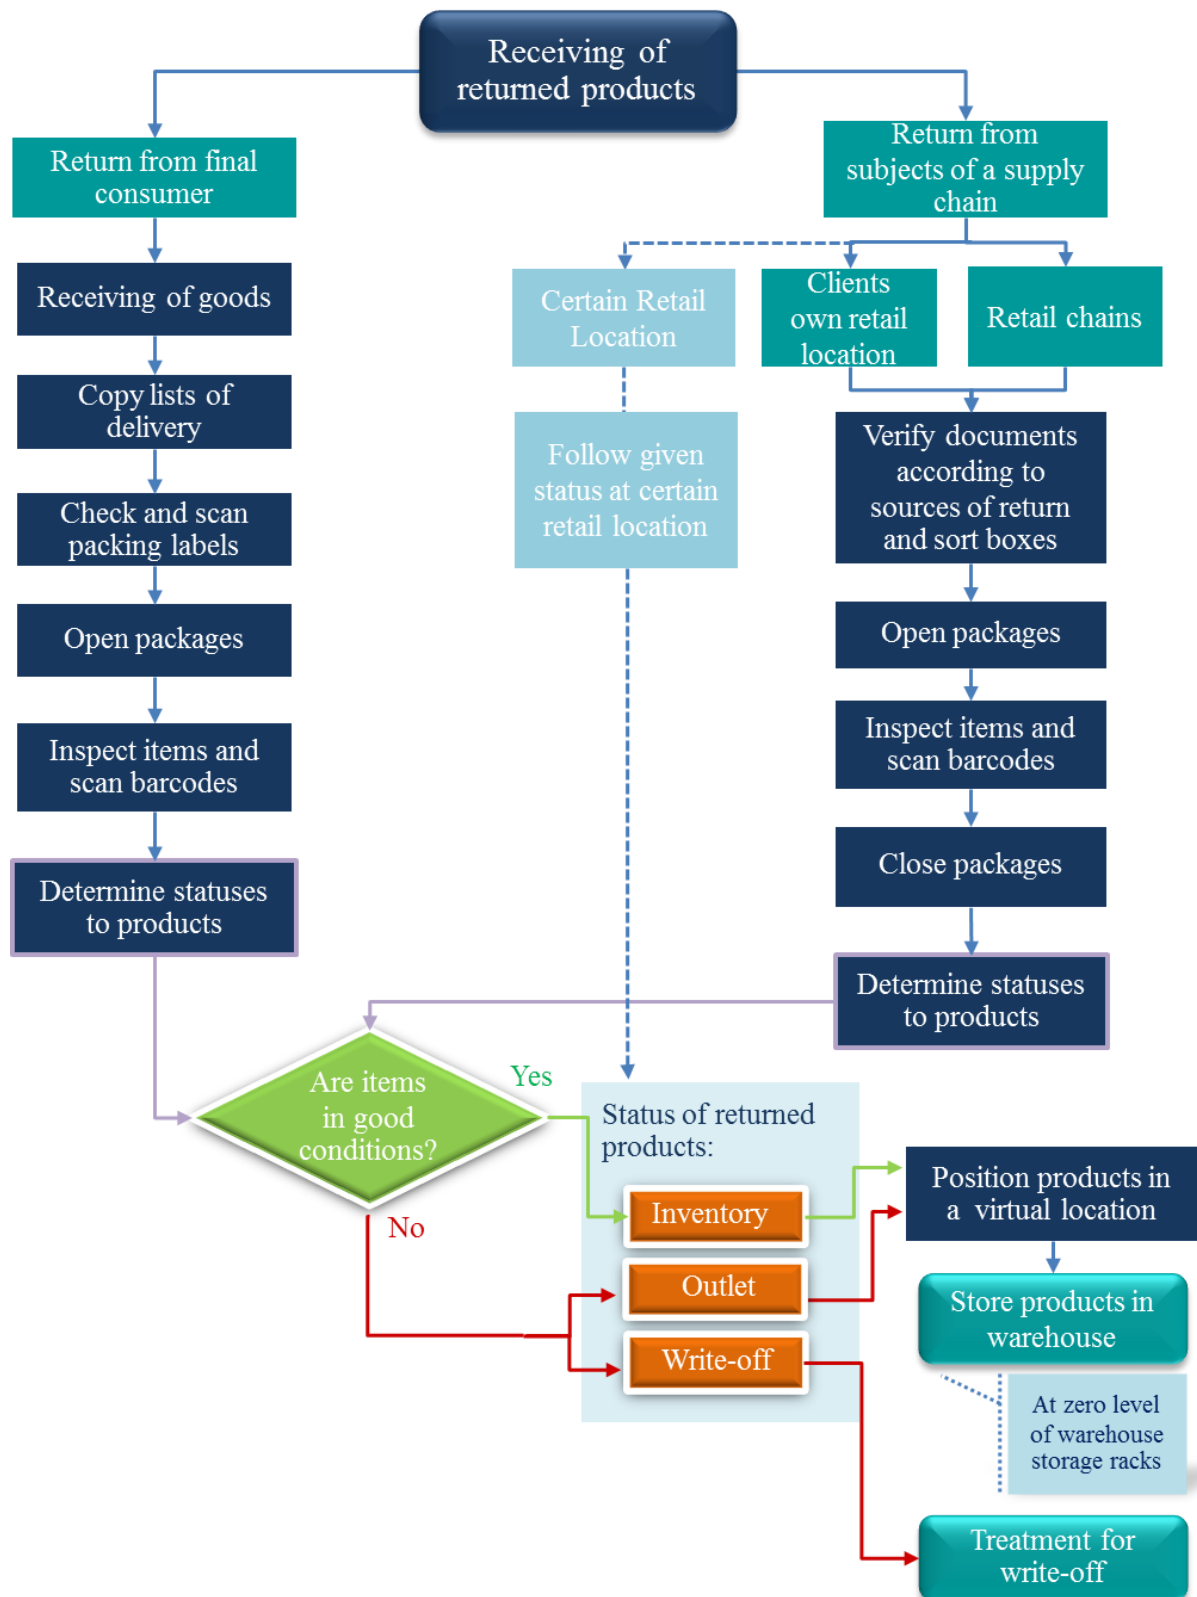 Receiving of
returned products
Return from final
consumer
Return from
subjects of a supply
chain
Receiving of goods
Certain Retail
Location
Clients
own retail
location
Retail chains
Copy lists of
delivery
Follow given
status at certain
retail location
Verify documents
according to
sources of return
and sort boxes
Check and scan
packing labels
Open packages
Open packages
Inspect items and
scan barcodes
Inspect items and
scan barcodes
Close packages
Determine statuses
to products
Determine statuses
to products
Are items
in good
conditions?
Yes
No
Status of returned
products:
Inventory
Outlet
Write-off
Position products in
a virtual location
Store products in
warehouse
At zero level
of warehouse
storage racks
Treatment for
write-off